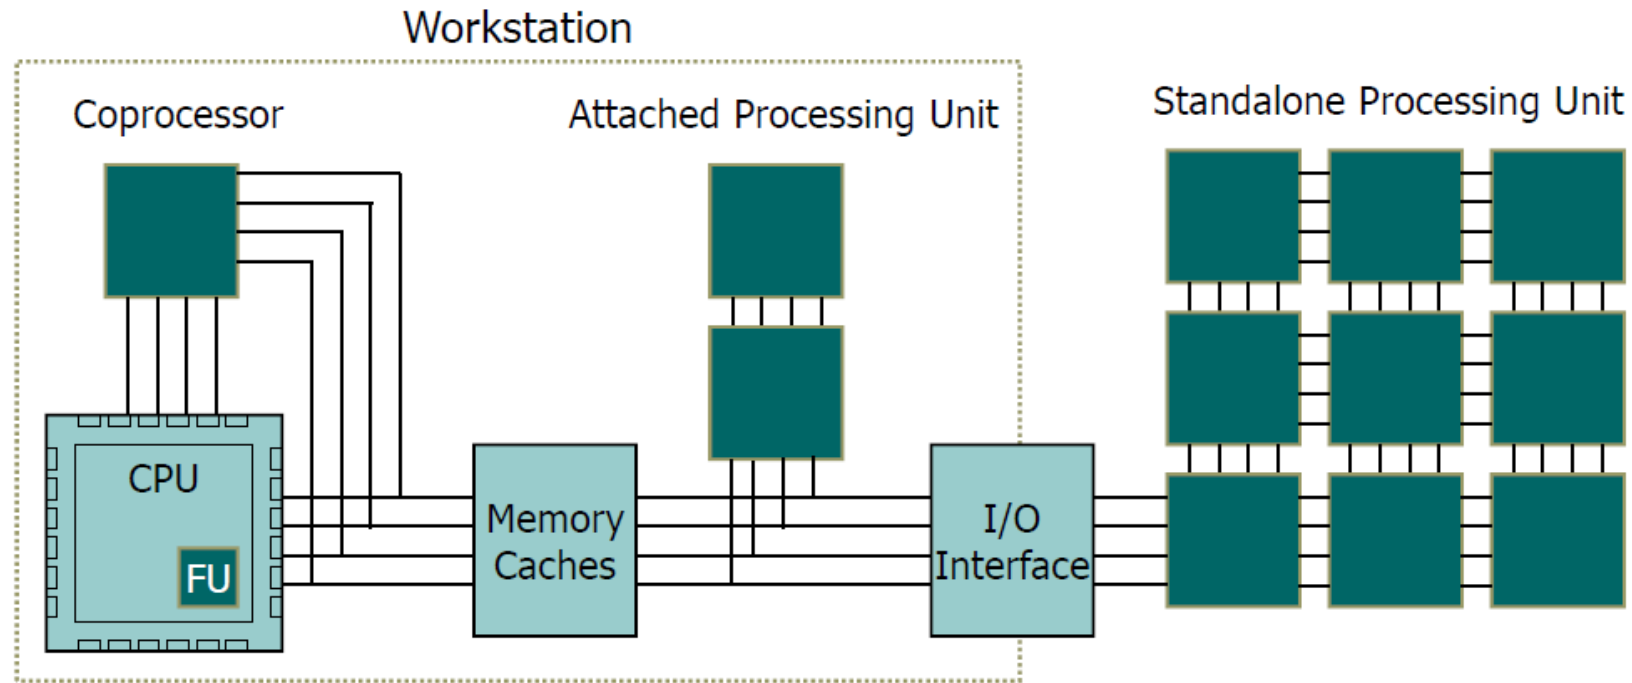 Workstation
Coprocessor
Attached Processing Unit
Standalone Processing Unit
CPU
FU
Memory
Caches
I/O
Interface